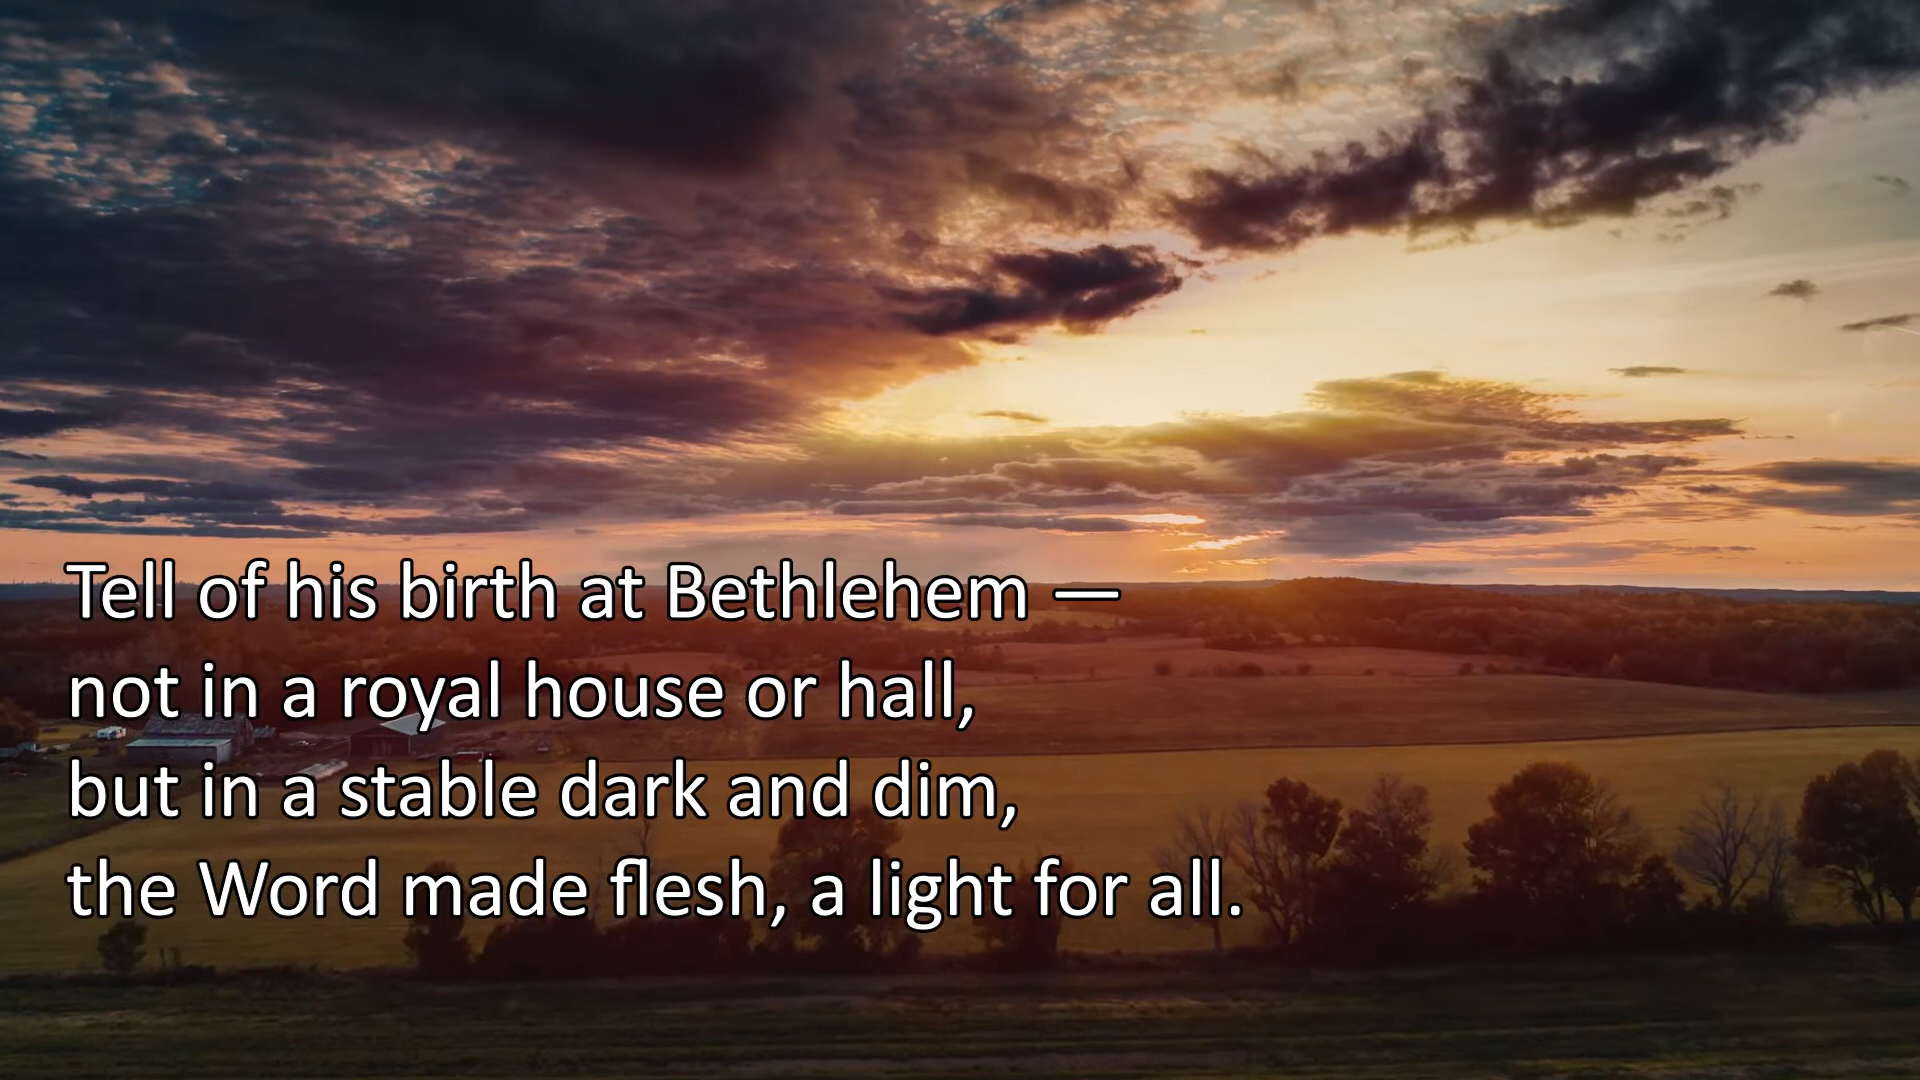 Tell of his birth at Bethlehem —
not in a royal house or hall,
but in a stable dark and dim,
the Word made flesh, a light for all.